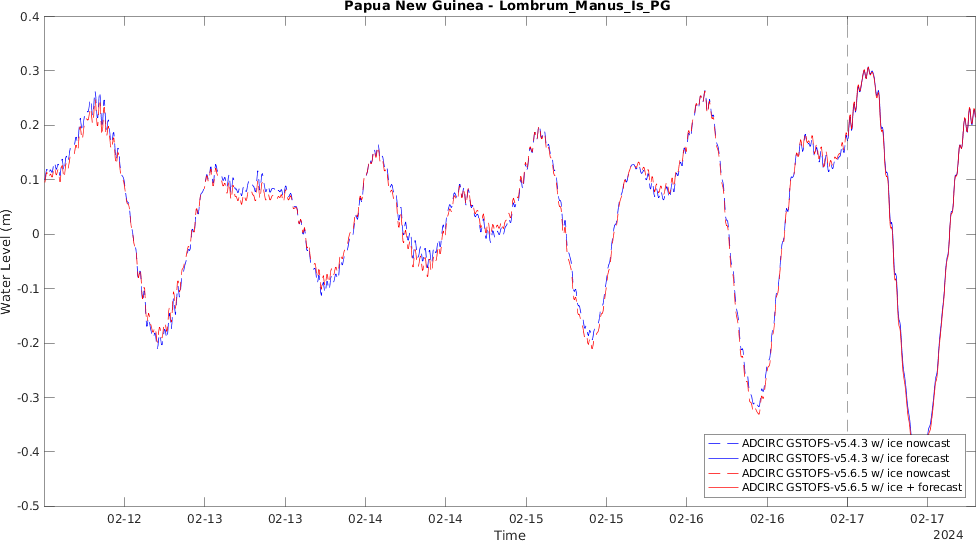 Papua New Guinea - Lombrum_Manus_Is_PG
0.4
0.3
0.2
0.1
0
-0.1
-0.2
-0.3
-0.4
-0.5
Water Level (m)
ADCIRC GSTOFS-v5.4.3 w/ ice nowcast
ADCIRC GSTOFS-v5.4.3 w/ ice forecast
ADCIRC GSTOFS-v5.6.5 w/ ice nowcast
ADCIRC GSTOFS-v5.6.5 w/ ice + forecast
02-12 02-13 02-13 02-14 02-14 02-15 02-15 02-16 02-16 02-17 02-17
Time
2024